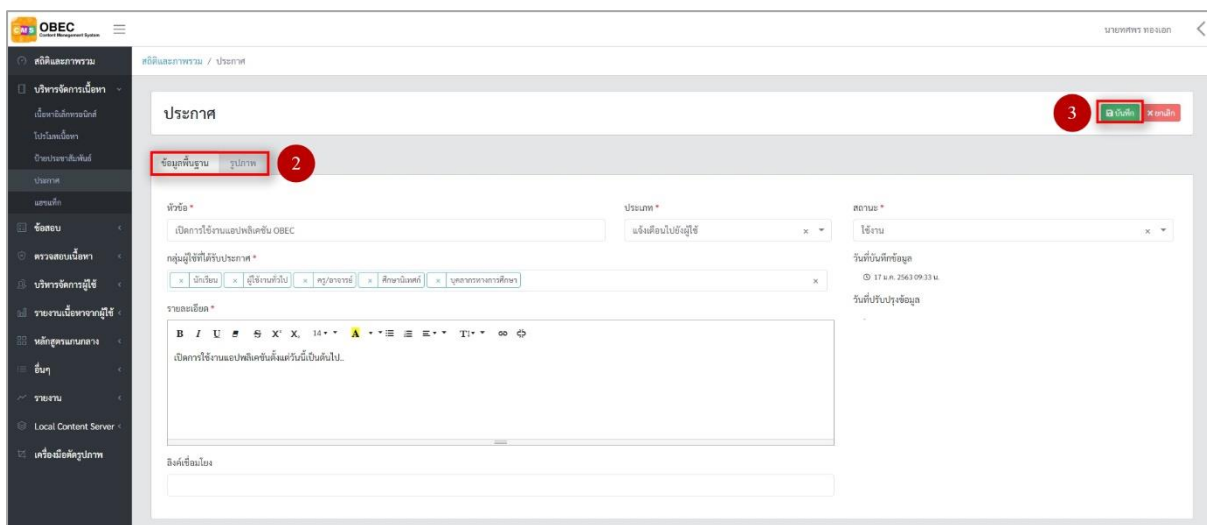 CMS OBEC
Content Management System
นายทศพร ทองเอก
สถิติและภาพรวม
สถิติและภาพรวม / ประกาศ
บริหารจัดการเนื้อหา
เนื้อหาอิเล็กทรอนิกส์
โปรโมทเนื้อหา
ป้ายประชาสัมพันธ์
ประกาศ
แฮชแท็ก
ข้อสอบ
ตรวจสอบเนื้อหา
บริหารจัดการผู้ใช้
รายงานเนื้อหาจากผู้ใช้
หลักสูตรแกนกลาง
อื่นๆ
รายงาน
Local Content Server
เครื่องมือตัดรูปภาพ
ประกาศ
3
บันทึก × ยกเลิก
ข้อมูลพื้นฐาน รูปภาพ
2
หัวข้อ * ประเภท * สถานะ *
เปิดการใช้งานแอปพลิเคชัน OBEC แจ้งเตือนไปยังผู้ใช้ × ใช้งาน ×
กลุ่มผู้ใช้ที่ได้รับประกาศ * วันที่บันทึกข้อมูล
× นักเรียน × ผู้ใช้งานทั่วไป × ครู/อาจารย์ × ศึกษานิเทศก์ × บุคลากรทางการศึกษา × 17 ม.ค. 2563 09:33 น.
วันที่ปรับปรุงข้อมูล
-
รายละเอียด *
B I U S X² X, 14 A T I
เปิดการใช้งานแอปพลิเคชันตั้งแต่วันนี้เป็นต้นไป..
ลิงค์เชื่อมโยง